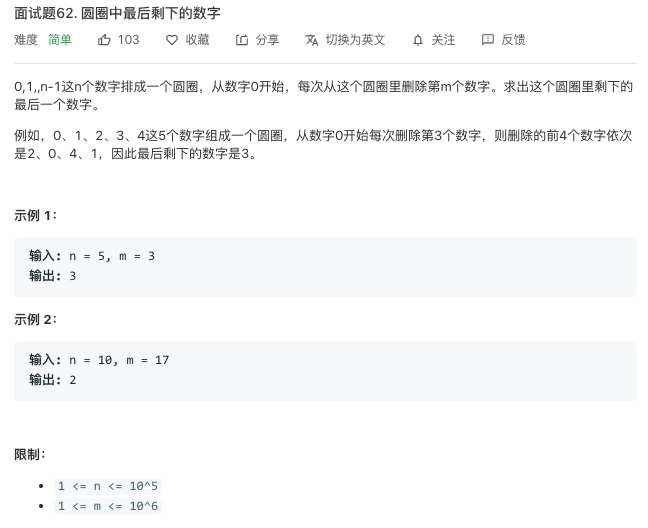 面试题62. 圆圈中最后剩下的数字
难度 简单 103 收藏 分享 切换为英文 关注 反馈
0,1,,n-1这n个数字排成一个圆圈，从数字0开始，每次从这个圆圈里删除第m个数字。求出这个圆圈里剩下的
最后一个数字。
例如，0、1、2、3、4这5个数字组成一个圆圈，从数字0开始每次删除第3个数字，则删除的前4个数字依次
是2、0、4、1，因此最后剩下的数字是3。
示例 1：
输入: n = 5, m = 3
输出: 3
示例 2：
输入: n = 10, m = 17
输出: 2
限制：
1 <= n <= 10^5
1 <= m <= 10^6